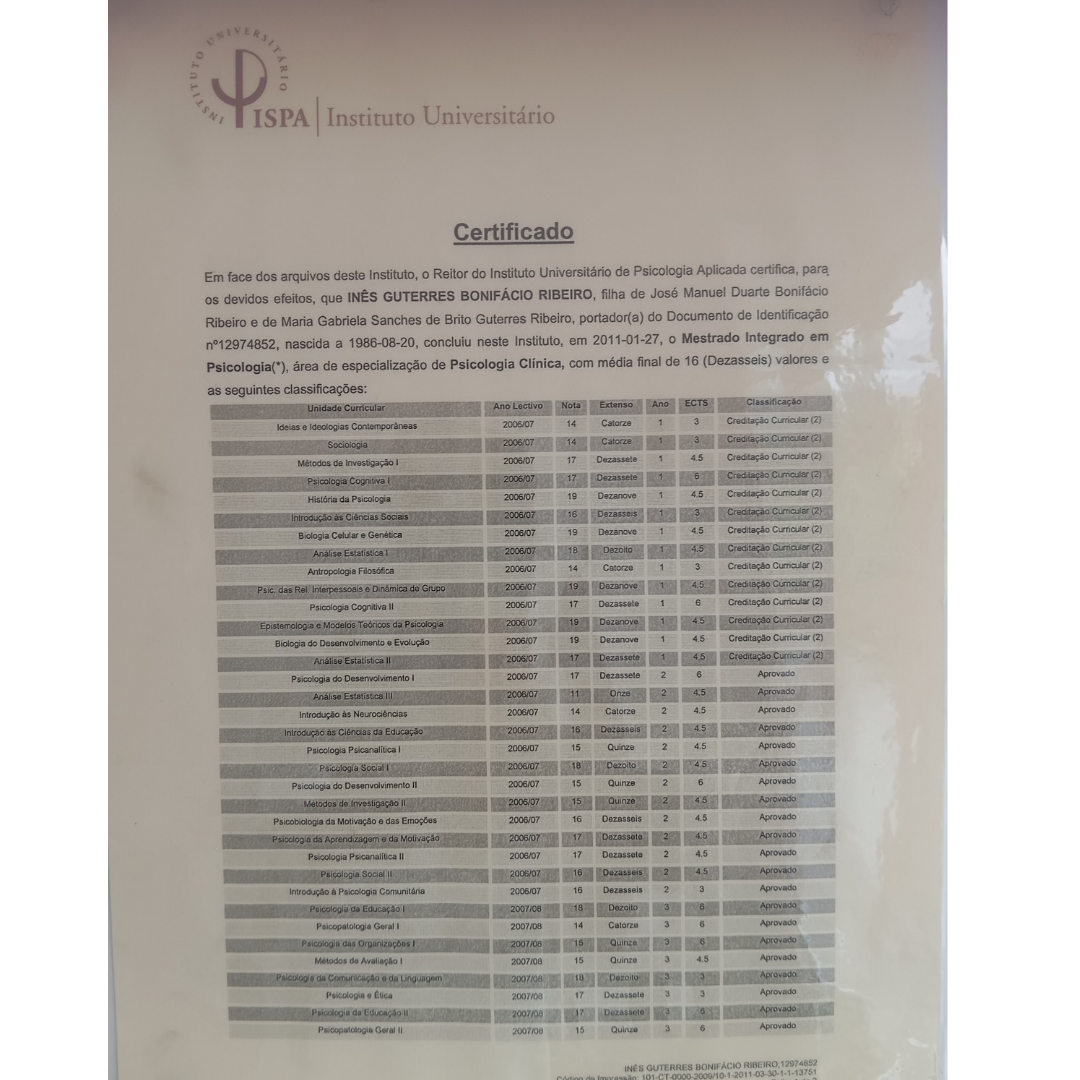 INSTITUTO UNIVERSITÁRIO
ISPA | Instituto Universitário
Certificado
Em face dos arquivos deste Instituto, o Reitor do Instituto Universitário de Psicologia Aplicada certifica, para
os devidos efeitos, que INÊS GUTERRES BONIFÁCIO RIBEIRO, filha de José Manuel Duarte Bonifácio
Ribeiro e de Maria Gabriela Sanches de Brito Guterres Ribeiro, portador(a) do Documento de Identificação
nº12974852, nascida a 1986-08-20, concluiu neste Instituto, em 2011-01-27, o Mestrado Integrado em
Psicologia(*), área de especialização de Psicologia Clínica, com média final de 16 (Dezasseis) valores e
as seguintes classificações:
Unidade Curricular Ano Lectivo Nota Extenso Ano ECTS Classificação
Ideias e Ideologias Contemporâneas 2006/07 14 Catorze 1 3 Creditação Curricular (2)
Sociologia 2006/07 14 Catorze 1 3 Creditação Curricular (2)
Métodos de Investigação I 2006/07 17 Dezassete 1 4.5 Creditação Curricular (2)
Psicologia Cognitiva I 2006/07 17 Dezassete 1 6 Creditação Curricular (2)
História da Psicologia 2006/07 19 Dezanove 1 4.5 Creditação Curricular (2)
Introdução às Ciências Sociais 2006/07 16 Dezasseis 1 3 Creditação Curricular (2)
Biologia Celular e Genética 2006/07 19 Dezanove 1 4.5 Creditação Curricular (2)
Análise Estatística I 2006/07 18 Dezoito 1 4.5 Creditação Curricular (2)
Antropologia Filosófica 2006/07 14 Catorze 1 3 Creditação Curricular (2)
Psic. das Rel. Interpessoais e Dinâmica de Grupo 2006/07 19 Dezanove 1 4.5 Creditação Curricular (2)
Psicologia Cognitiva II 2006/07 17 Dezassete 1 6 Creditação Curricular (2)
Epistemologia e Modelos Teóricos da Psicologia 2006/07 19 Dezanove 1 4.5 Creditação Curricular (2)
Biologia do Desenvolvimento e Evolução 2006/07 19 Dezanove 1 4.5 Creditação Curricular (2)
Análise Estatística II 2006/07 17 Dezassete 1 4.5 Creditação Curricular (2)
Psicologia do Desenvolvimento I 2006/07 17 Dezassete 2 6 Aprovado
Análise Estatística III 2006/07 11 Onze 2 4.5 Aprovado
Introdução às Neurociências 2006/07 14 Catorze 2 4.5 Aprovado
Introdução às Ciências da Educação 2006/07 16 Dezasseis 2 4.5 Aprovado
Psicologia Psicanalítica I 2006/07 15 Quinze 2 4.5 Aprovado
Psicologia Social I 2006/07 18 Dezoito 2 4.5 Aprovado
Psicologia do Desenvolvimento II 2006/07 15 Quinze 2 6 Aprovado
Métodos de Investigação II 2006/07 15 Quinze 2 4.5 Aprovado
Psicobiologia da Motivação e das Emoções 2006/07 16 Dezasseis 2 4.5 Aprovado
Psicologia da Aprendizagem e da Motivação 2006/07 17 Dezassete 2 4.5 Aprovado
Psicologia Psicanalítica II 2006/07 17 Dezassete 2 4.5 Aprovado
Psicologia Social II 2006/07 16 Dezasseis 2 4.5 Aprovado
Introdução à Psicologia Comunitária 2006/07 16 Dezasseis 2 3 Aprovado
Psicologia da Educação I 2007/08 18 Dezoito 3 6 Aprovado
Psicopatologia Geral I 2007/08 14 Catorze 3 6 Aprovado
Psicologia das Organizações I 2007/08 15 Quinze 3 6 Aprovado
Métodos de Avaliação I 2007/08 15 Quinze 3 4.5 Aprovado
Psicologia da Comunicação e da Linguagem 2007/08 18 Dezoito 3 3 Aprovado
Psicologia e Ética 2007/08 17 Dezassete 3 3 Aprovado
Psicologia da Educação II 2007/08 17 Dezassete 3 6 Aprovado
Psicopatologia Geral II 2007/08 15 Quinze 3 6 Aprovado
INÊS GUTERRES BONIFÁCIO RIBEIRO;12974852
Código de Impressão: 101-CT-0000-2009/10-1-2011-03-30-1-1-13751